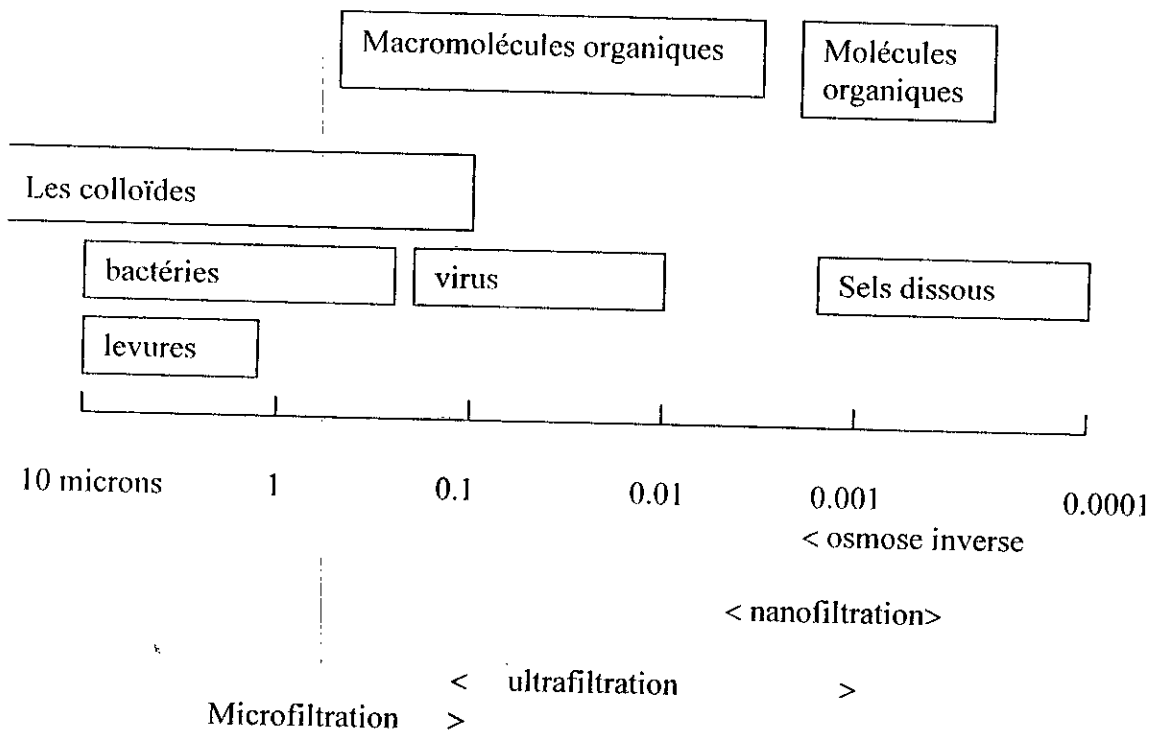 Macromolécules organiques
Molécules
organiques
Les colloïdes
bactéries
virus
Sels dissous
levures
10 microns 1 0.1 0.01 0.001 0.0001
< osmose inverse
< nanofiltration>
< ultrafiltration >
Microfiltration >